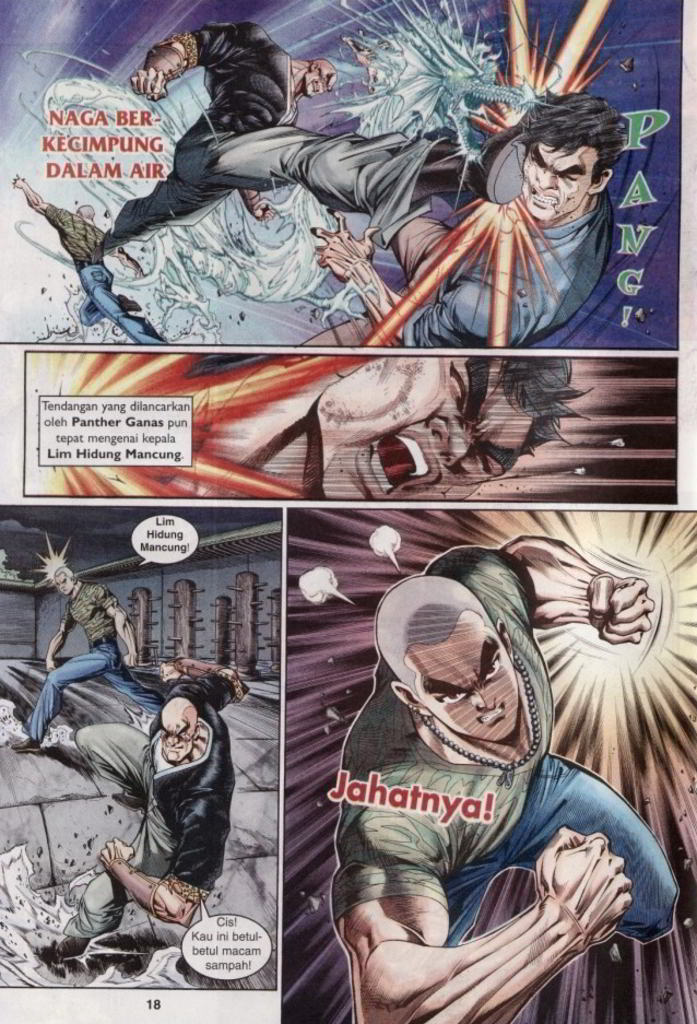 NAGA BER-
KECIMPUNG
DALAM AIR
PANG!
Tendangan yang dilancarkan
oleh Panther Ganas pun
tepat mengenai kepala
Lim Hidung Mancung.
Lim
Hidung
Mancung!
Cis!
Kau ini betul-
betul macam
sampah!
Jahatnya!
18